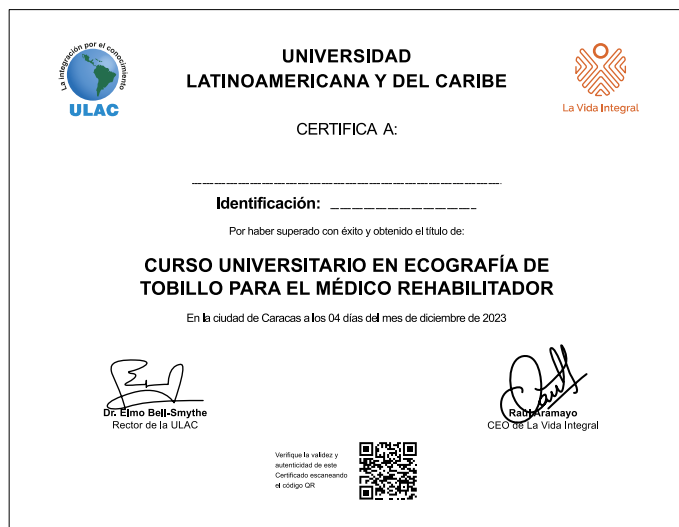 La integración por el conocimiento
ULAC
UNIVERSIDAD
LATINOAMERICANA Y DEL CARIBE
La Vida Integral
CERTIFICA A:
Identificación:
Por haber superado con éxito y obtenido el título de:
CURSO UNIVERSITARIO EN ECOGRAFÍA DE
TOBILLO PARA EL MÉDICO REHABILITADOR
En la ciudad de Caracas a los 04 días del mes de diciembre de 2023
Dr. Elmo Bell-Smythe
Rector de la ULAC
Raúl Aramayo
CEO de La Vida Integral
Verifique la validez y
autenticidad de este
Certificado escaneando
el código QR